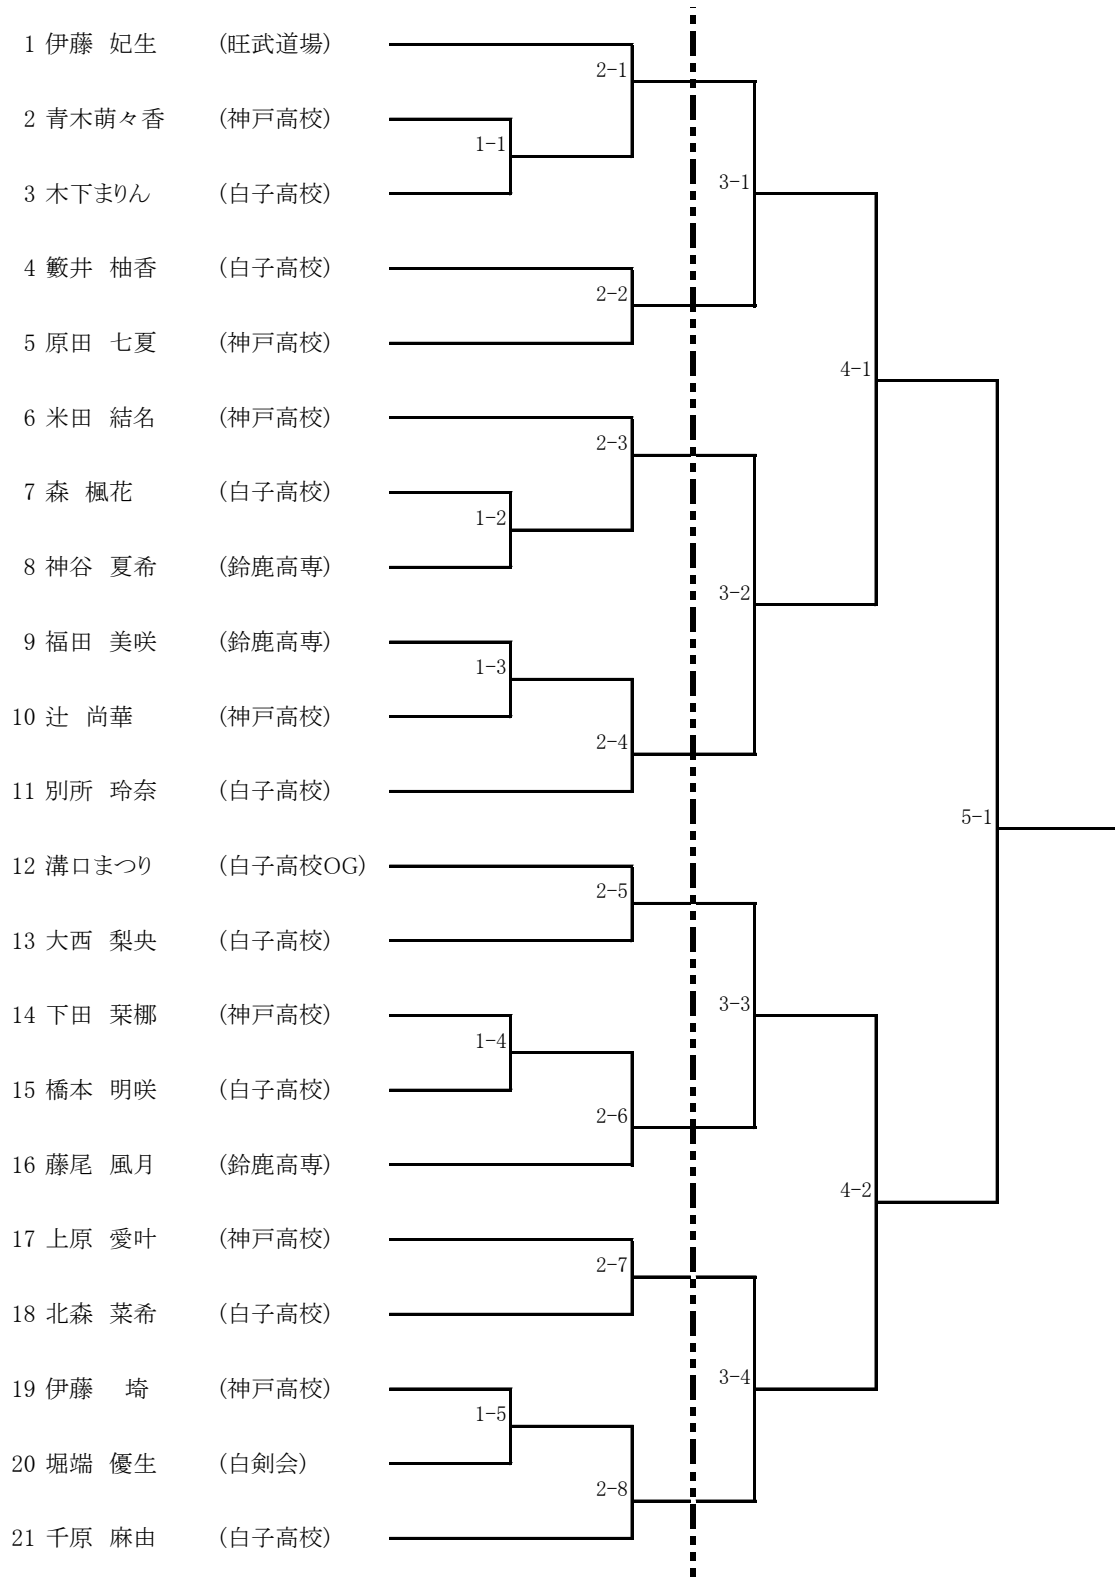 1 伊藤 妃生 (旺武道場)
2-1
2 青木萌々香 (神戸高校)
1-1
3 木下まりん (白子高校)
3-1
4 籔井 柚香 (白子高校)
2-2
5 原田 七夏 (神戸高校)
4-1
6 米田 結名 (神戸高校)
2-3
7 森 楓花 (白子高校)
1-2
8 神谷 夏希 (鈴鹿高専)
3-2
9 福田 美咲 (鈴鹿高専)
1-3
10 辻 尚華 (神戸高校)
2-4
11 別所 玲奈 (白子高校)
5-1
12 溝口まつり (白子高校OG)
2-5
13 大西 梨央 (白子高校)
3-3
14 下田 栞梛 (神戸高校)
1-4
15 橋本 明咲 (白子高校)
2-6
16 藤尾 風月 (鈴鹿高専)
4-2
17 上原 愛叶 (神戸高校)
2-7
18 北森 菜希 (白子高校)
3-4
19 伊藤 埼 (神戸高校)
1-5
20 堀端 優生 (白剣会)
2-8
21 千原 麻由 (白子高校)